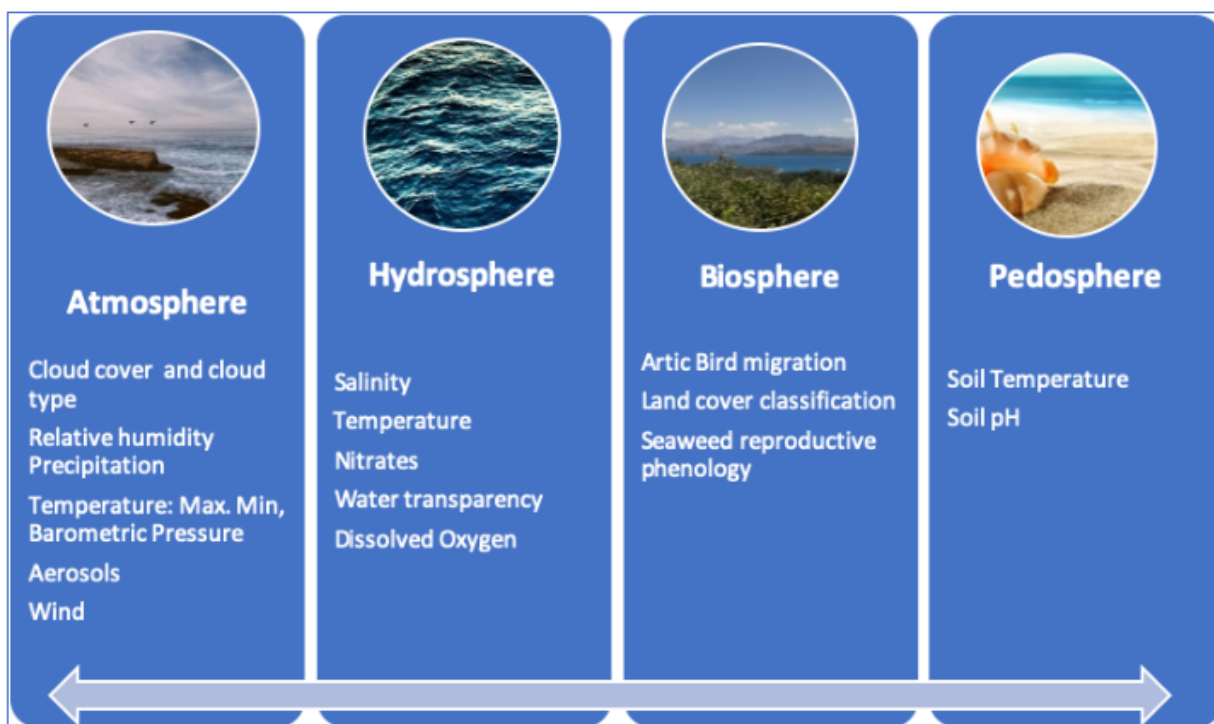 Atmosphere
Cloud cover and cloud
type
Relative humidity
Precipitation
Temperature: Max. Min,
Barometric Pressure
Aerosols
Wind
Hydrosphere
Salinity
Temperature
Nitrates
Water transparency
Dissolved Oxygen
Biosphere
Artic Bird migration
Land cover classification
Seaweed reproductive
phenology
Pedosphere
Soil Temperature
Soil pH